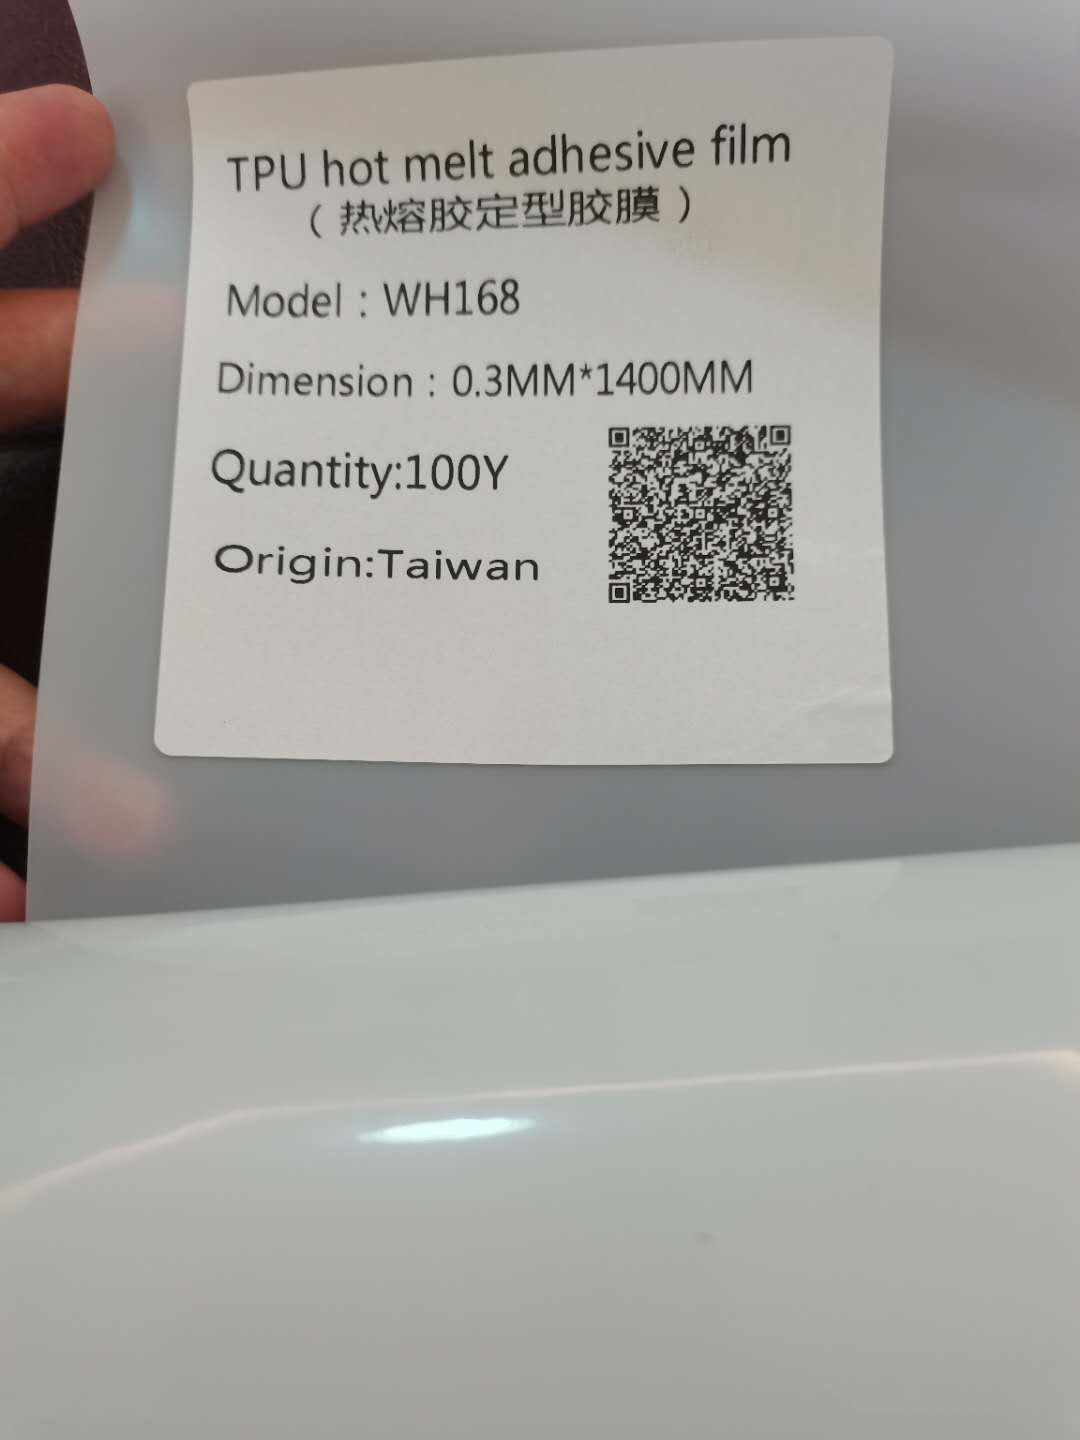 TPU hot melt adhesive film
（热熔胶定型胶膜）
Model：WH168
Dimension：0.3MM*1400MM
Quantity:100Y
Origin:Taiwan